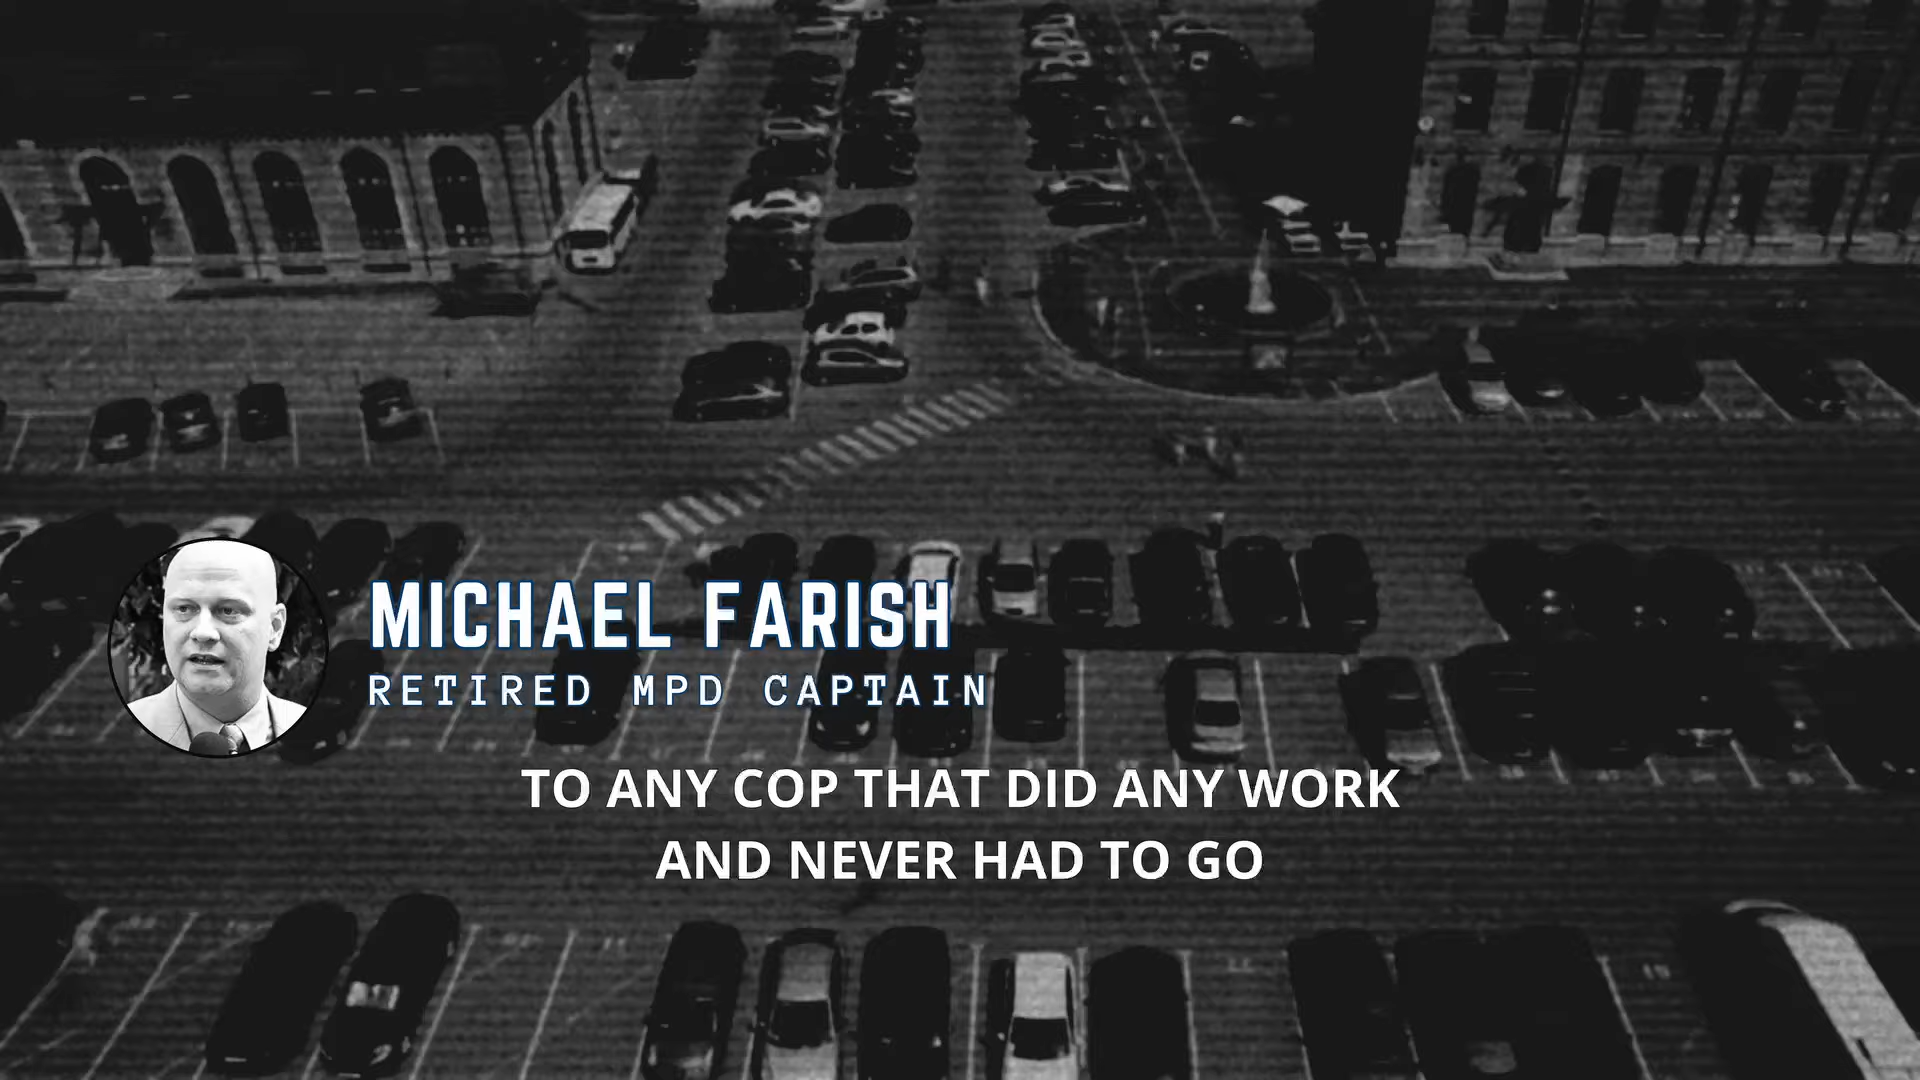 MICHAEL FARISH
RETIRED MPD CAPTAIN
TO ANY COP THAT DID ANY WORK
AND NEVER HAD TO GO